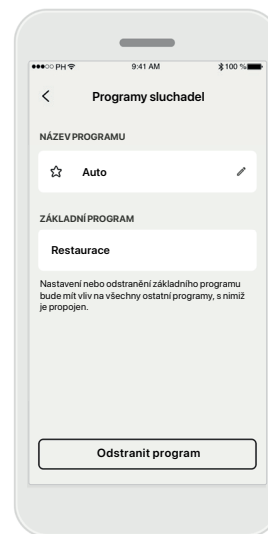 PH 9:41 AM 100 %
Programy sluchadel
NÁZEV PROGRAMU
Auto
ZÁKLADNÍ PROGRAM
Restaurace
Nastavení nebo odstranění základního programu
bude mít vliv na všechny ostatní programy, s nimiž
je propojen.
Odstranit program